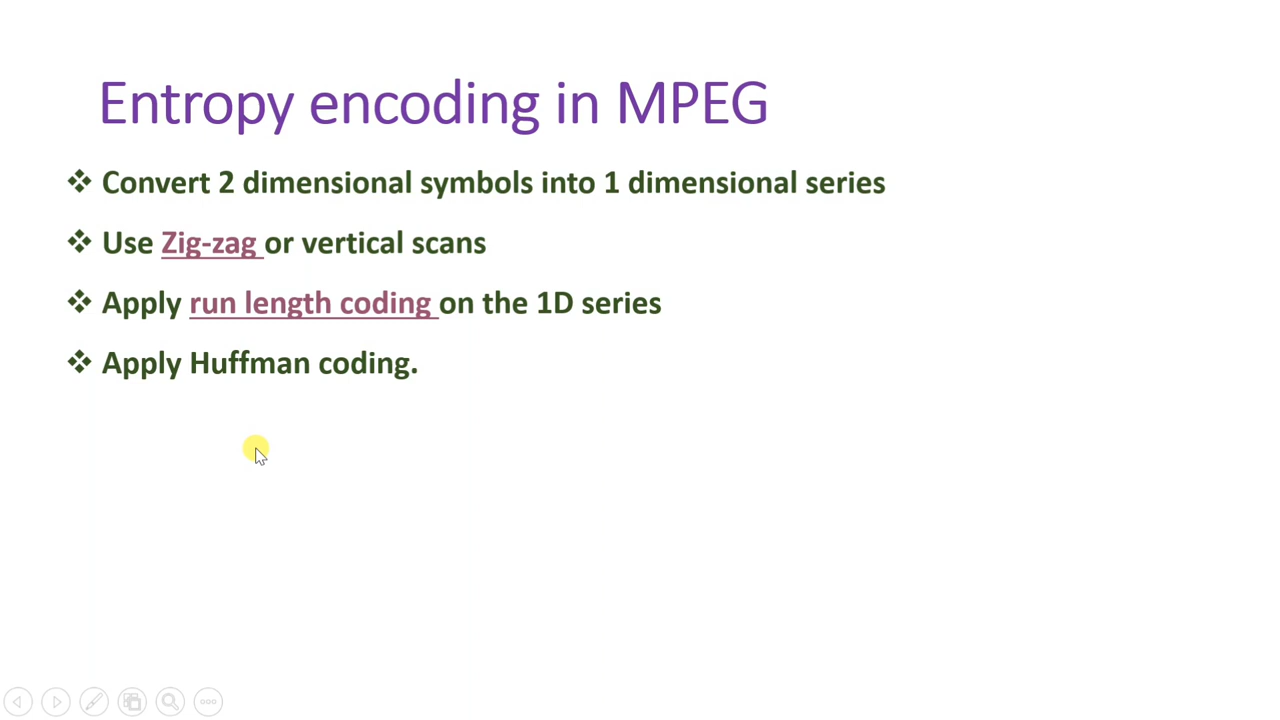 Entropy encoding in MPEG
Convert 2 dimensional symbols into 1 dimensional series
Use Zig-zag or vertical scans
Apply run length coding on the 1D series
Apply Huffman coding.